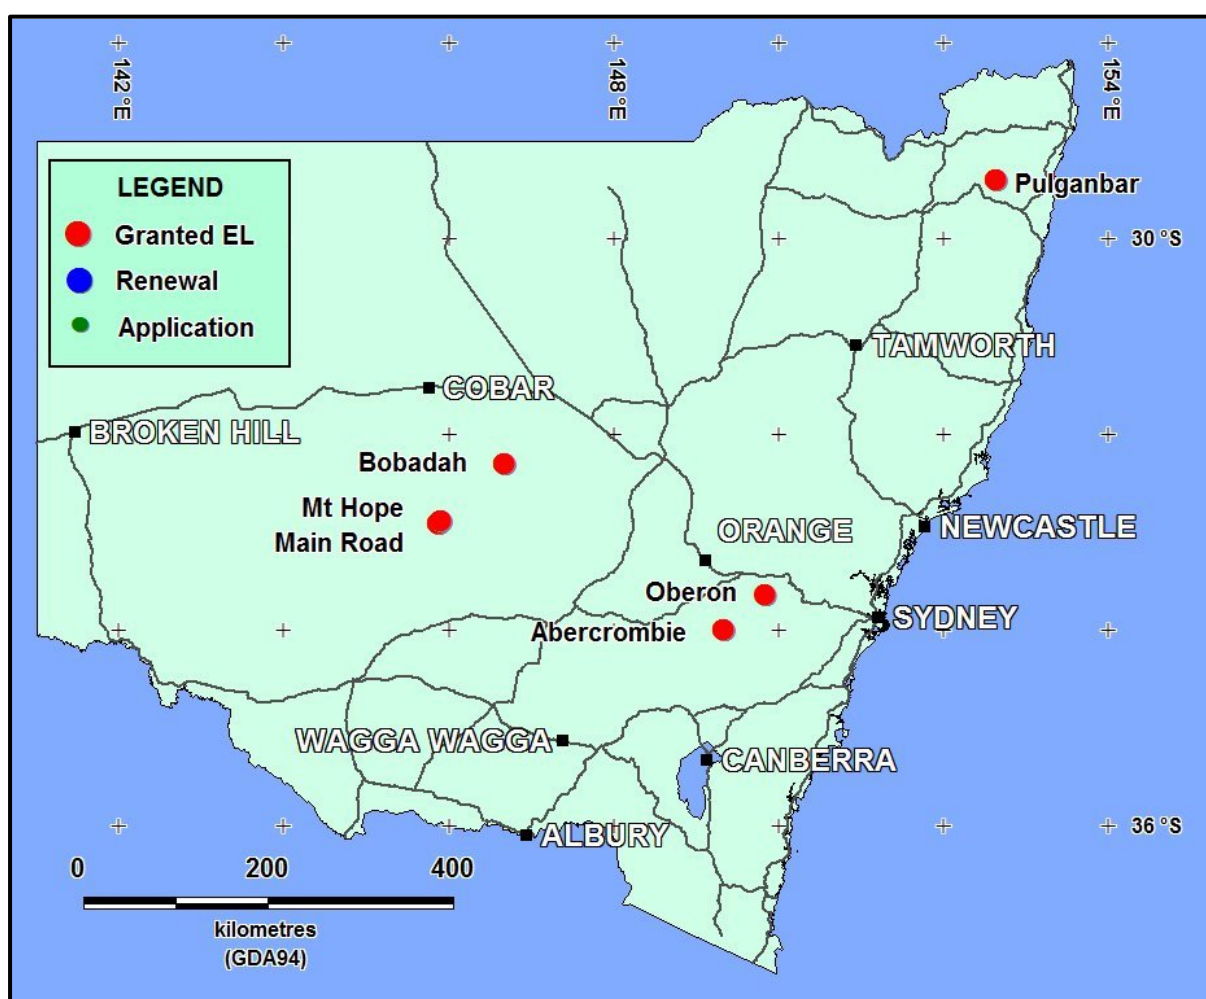 142 °E
148 °E
154 °E
LEGEND
Granted EL
Renewal
Application
Pulganbar
30 °S
TAMWORTH
COBAR
BROKEN HILL
Bobadah
Mt Hope
Main Road
ORANGE
NEWCASTLE
Oberon
SYDNEY
Abercrombie
WAGGA WAGGA
CANBERRA
ALBURY
36 °S
0 200 400
kilometres
(GDA94)